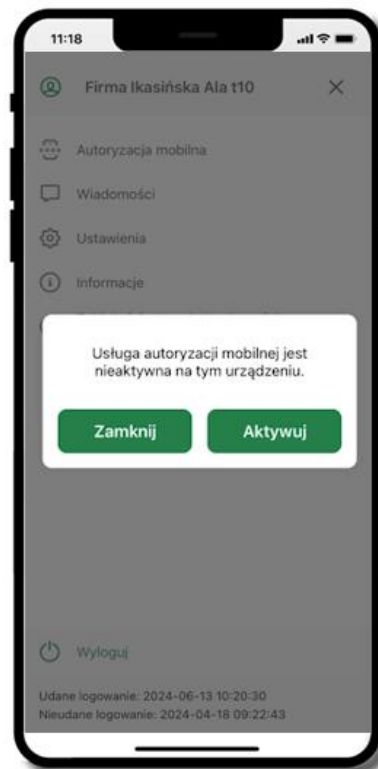 11:18
Firma Ikasińska Ala t10
Autoryzacja mobilna
Wiadomości
Ustawienia
Informacje
Usługa autoryzacji mobilnej jest
nieaktywna na tym urządzeniu.
Zamknij
Aktywuj
Wyloguj
Udane logowanie: 2024-06-13 10:20:30
Nieudane logowanie: 2024-04-18 09:22:43